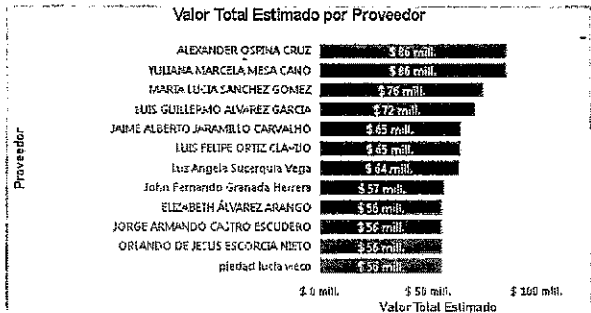 Valor Total Estimado por Proveedor
ALEXANDER OSPINA CRUZ $ 86 mill.
YULIANA MARCELA MESA CANO $ 86 mill.
MARIA LUCIA SANCHEZ GOMEZ $ 76 mill.
LUIS GUILLERMO ALVAREZ GARCIA $ 72 mill.
JAIME ALBERTO JARAMILLO CARVALHO $ 65 mill.
LUIS FELIPE ORTIZ $ 65 mill.
Luz Angela Sucerquia Vega $ 64 mill.
John Fernando Granada Herrera $ 57 mill.
ELIZABETH ÁLVAREZ ARANGO $ 56 mill.
JORGE ARMANDO CASTRO ESCUDERO $ 56 mill.
ORLANDO DE JESUS ESCORCIA NIETO $ 56 mill.
piedad lucia $ 56 mill.
Proveedor
$ 0 mill. $ 50 mill. $ 100 mill.
Valor Total Estimado